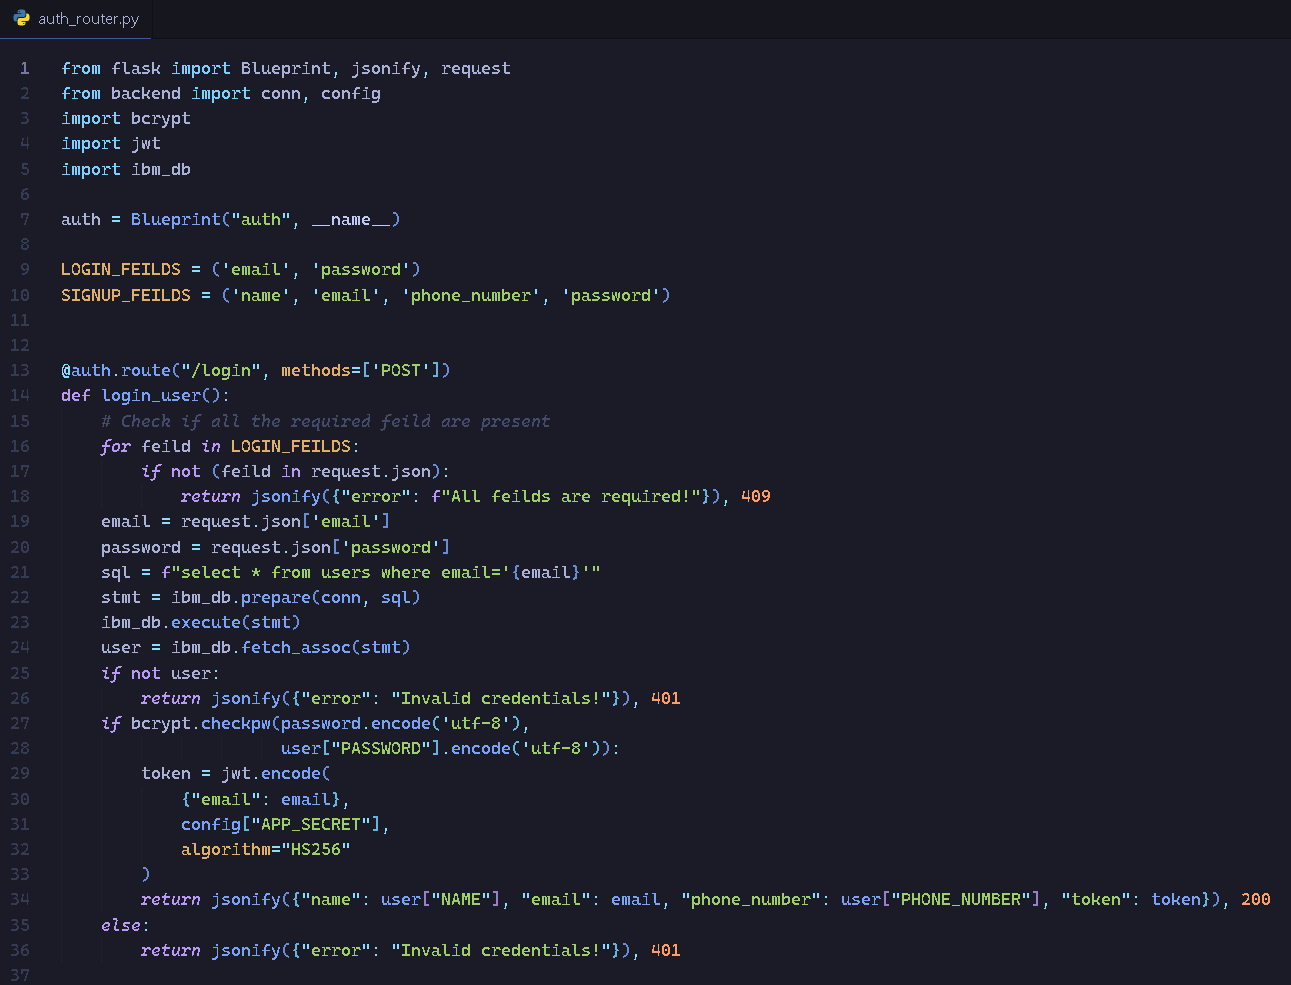 auth_router.py
1 from flask import Blueprint, jsonify, request
2 from backend import conn, config
3 import bcrypt
4 import jwt
5 import ibm_db
6
7 auth = Blueprint("auth", __name__)
8
9 LOGIN_FEILDS = ('email', 'password')
10 SIGNUP_FEILDS = ('name', 'email', 'phone_number', 'password')
11
12
13 @auth.route("/login", methods=['POST'])
14 def login_user():
15     # Check if all the required feild are present
16     for feild in LOGIN_FEILDS:
17         if not (feild in request.json):
18             return jsonify({"error": f"All feilds are required!"}), 409
19     email = request.json['email']
20     password = request.json['password']
21     sql = f"select * from users where email='{email}'"
22     stmt = ibm_db.prepare(conn, sql)
23     ibm_db.execute(stmt)
24     user = ibm_db.fetch_assoc(stmt)
25     if not user:
26         return jsonify({"error": "Invalid credentials!"}), 401
27     if bcrypt.checkpw(password.encode('utf-8'),
28                       user["PASSWORD"].encode('utf-8')):
29         token = jwt.encode(
30             {"email": email},
31             config["APP_SECRET"],
32             algorithm="HS256"
33         )
34         return jsonify({"name": user["NAME"], "email": email, "phone_number": user["PHONE_NUMBER"], "token": token}), 200
35     else:
36         return jsonify({"error": "Invalid credentials!"}), 401
37